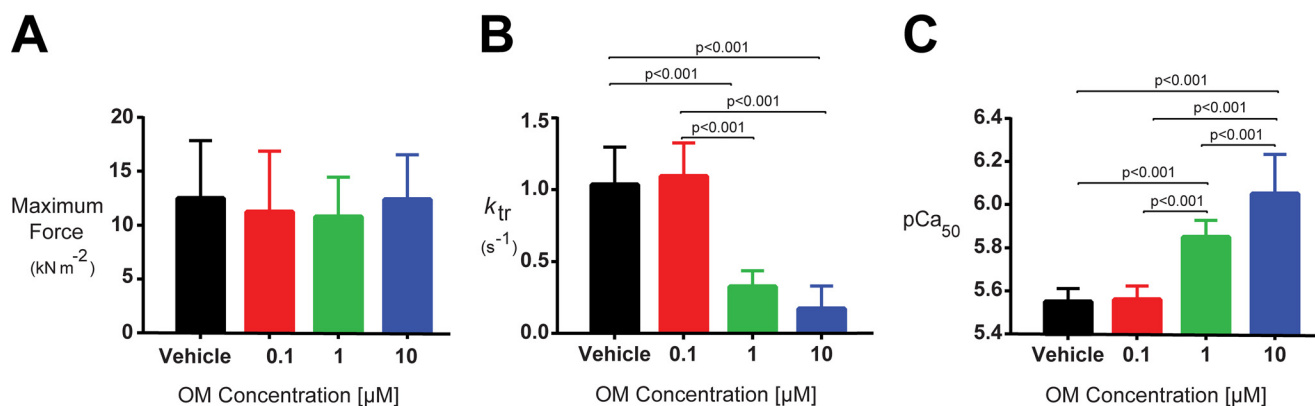 A
B
C
20
15
10
5
0
Maximum
Force
(kN m⁻²)
Vehicle
0.1
1
10
OM Concentration [µM]
p<0.001
p<0.001
p<0.001
p<0.001
1.5
1.0
0.5
0.0
ktr
(s⁻¹)
Vehicle
0.1
1
10
OM Concentration [µM]
p<0.001
p<0.001
p<0.001
p<0.001
p<0.001
6.4
6.2
6.0
5.8
5.6
5.4
pCa50
Vehicle
0.1
1
10
OM Concentration [µM]